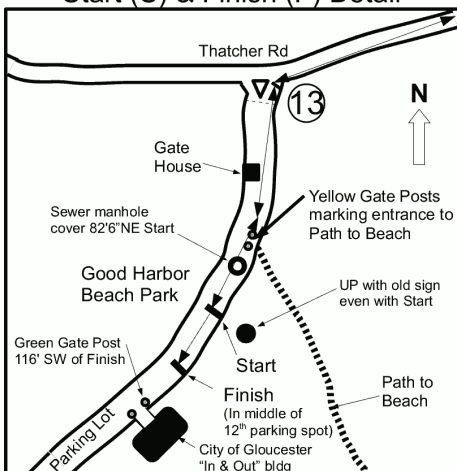 Start (S) & Finish (F) Detail
Thatcher Rd
13
N
Gate
House
Yellow Gate Posts
marking entrance to
Path to Beach
Sewer manhole
cover 82'6"NE Start
Good Harbor
Beach Park
UP with old sign
even with Start
Green Gate Post
116' SW of Finish
Start
Finish
(In middle of
12th parking spot)
Path to
Beach
Parking Lot
City of Gloucester
"In & Out" bldg